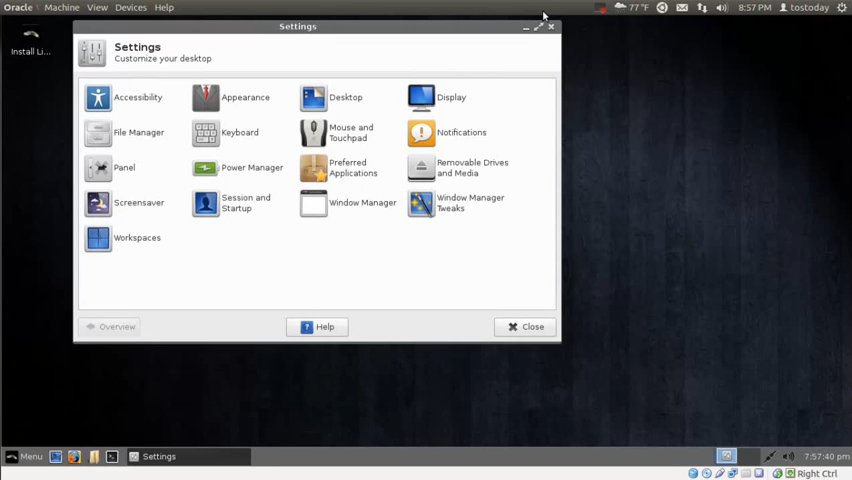 Oracle Machine View Devices Help 77 °F 8:57 PM tostoday
Install Li...
Settings
Settings
Customize your desktop
Accessibility Appearance Desktop Display
File Manager Keyboard Mouse and
Touchpad Notifications
Panel Power Manager Preferred
Applications Removable Drives
and Media
Screensaver Session and
Startup Window Manager Window Manager
Tweaks
Workspaces
Overview Help Close
Menu Settings 7:57:40 pm
Right Ctrl